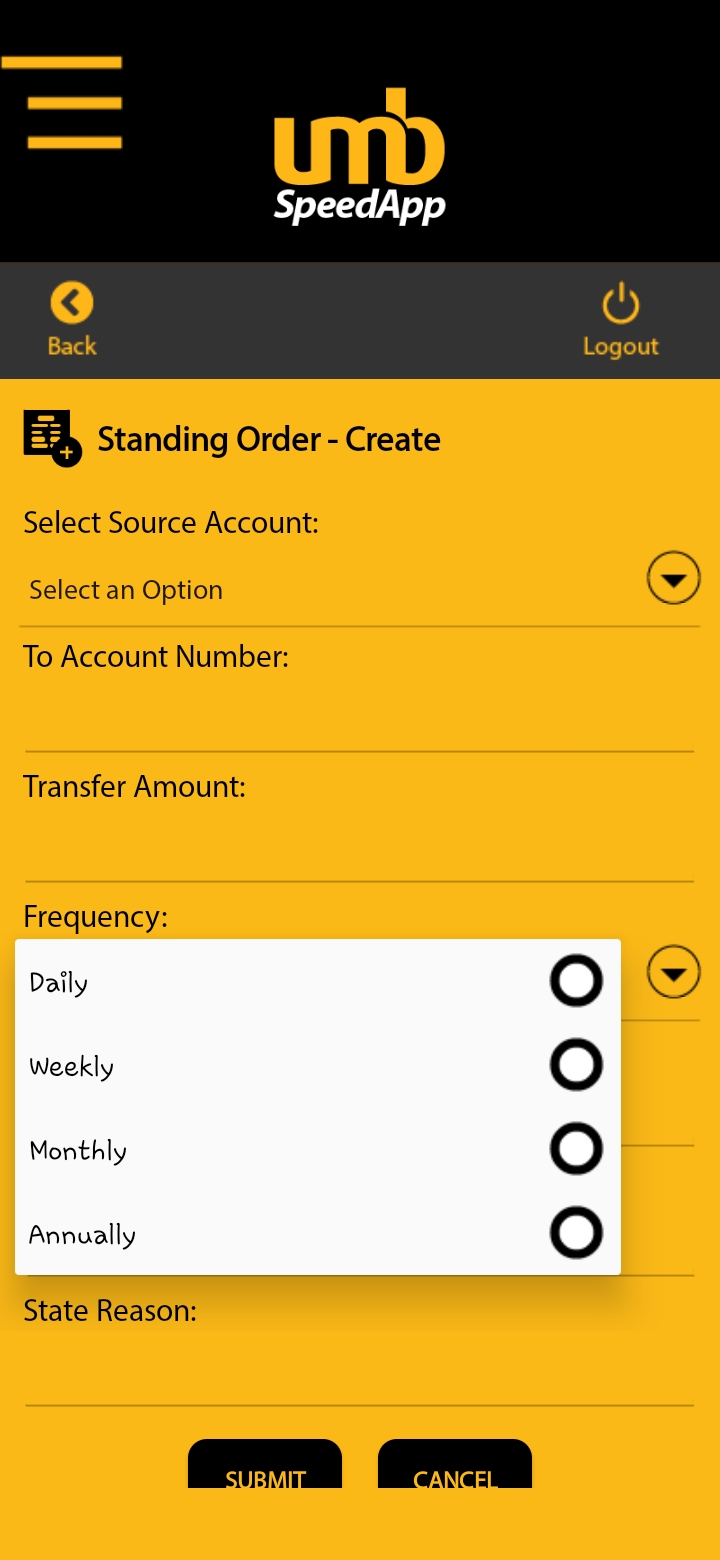 umb
SpeedApp
Back
Logout
Standing Order - Create
Select Source Account:
Select an Option
To Account Number:
Transfer Amount:
Frequency:
Daily
Weekly
Monthly
Annually
State Reason:
SUBMIT
CANCEL